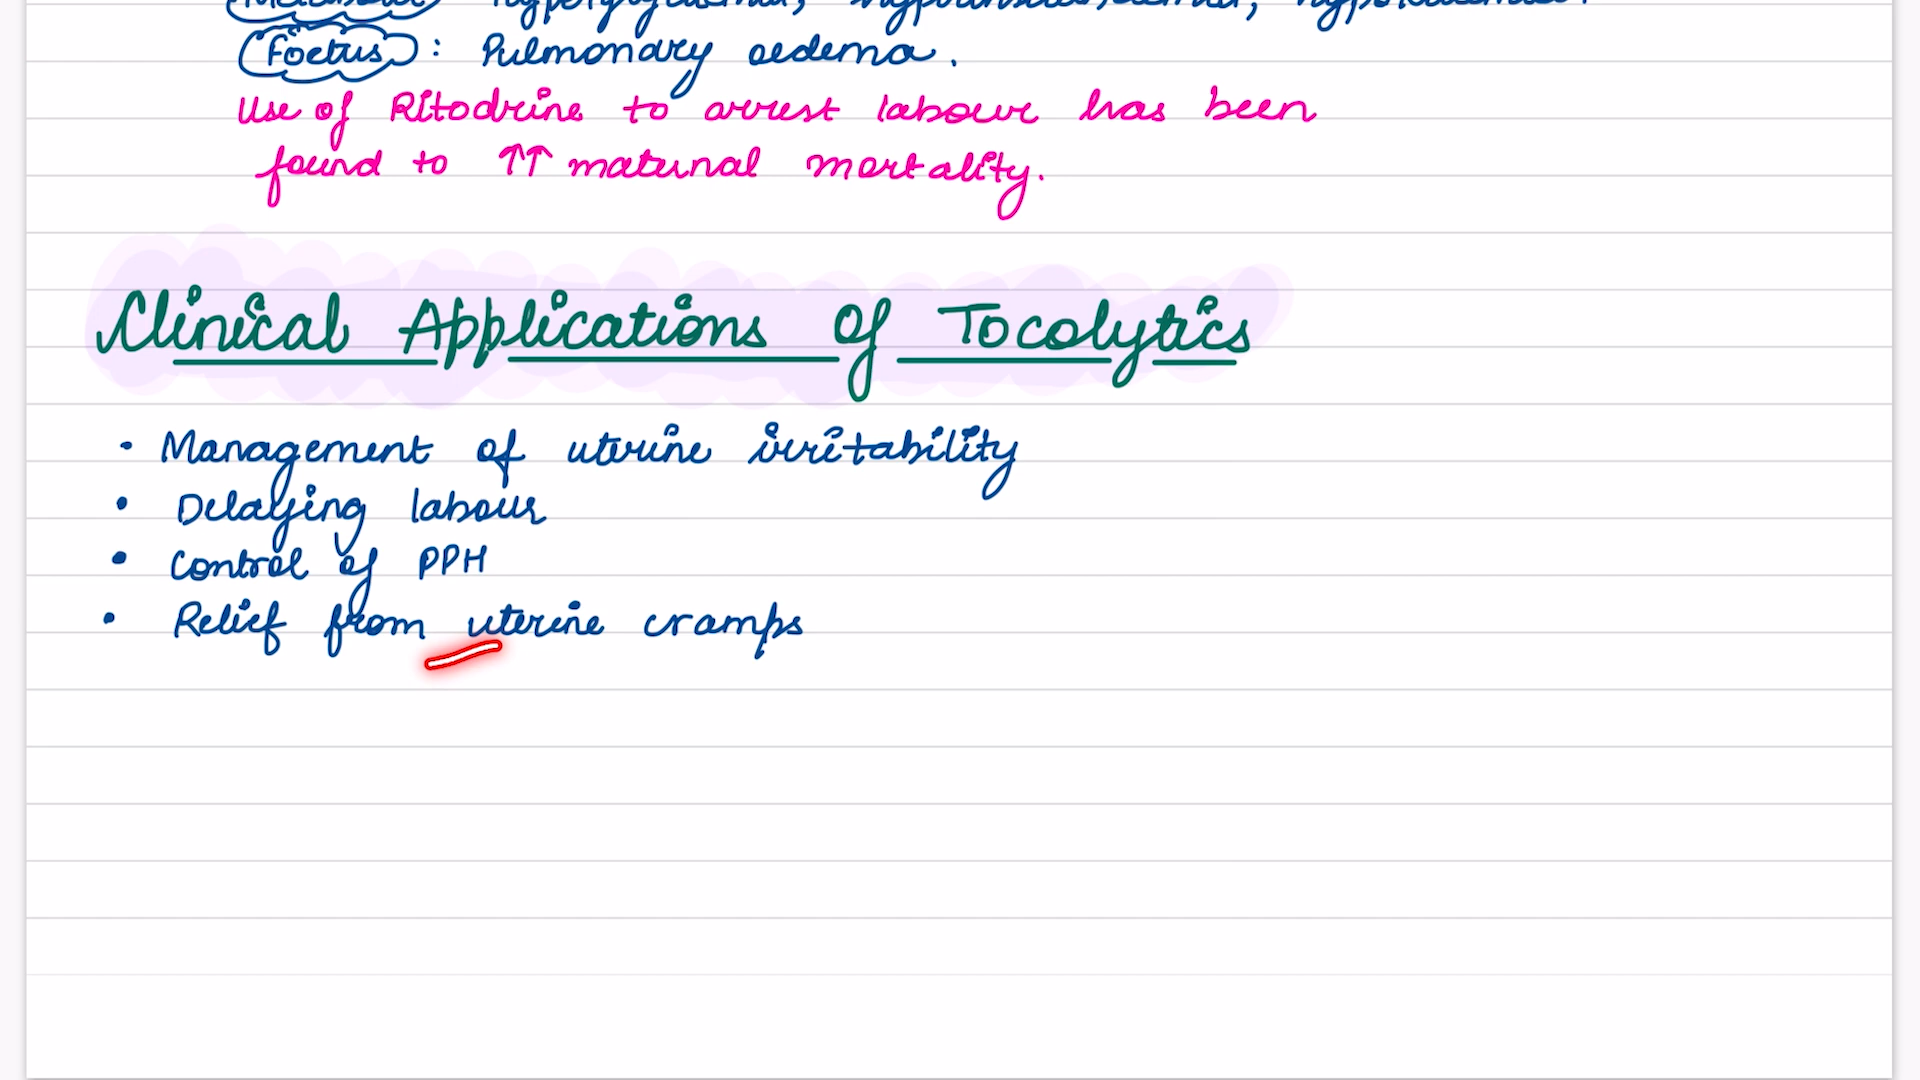 Foetus : Pulmonary oedema.
Use of Ritodrine to arrest labour has been
found to ↑↑ maternal mortality.
Clinical Applications Of Tocolytics
• Management of uterine irritability
• Delaying labour
• Control of PPH
• Relief from uterine cramps